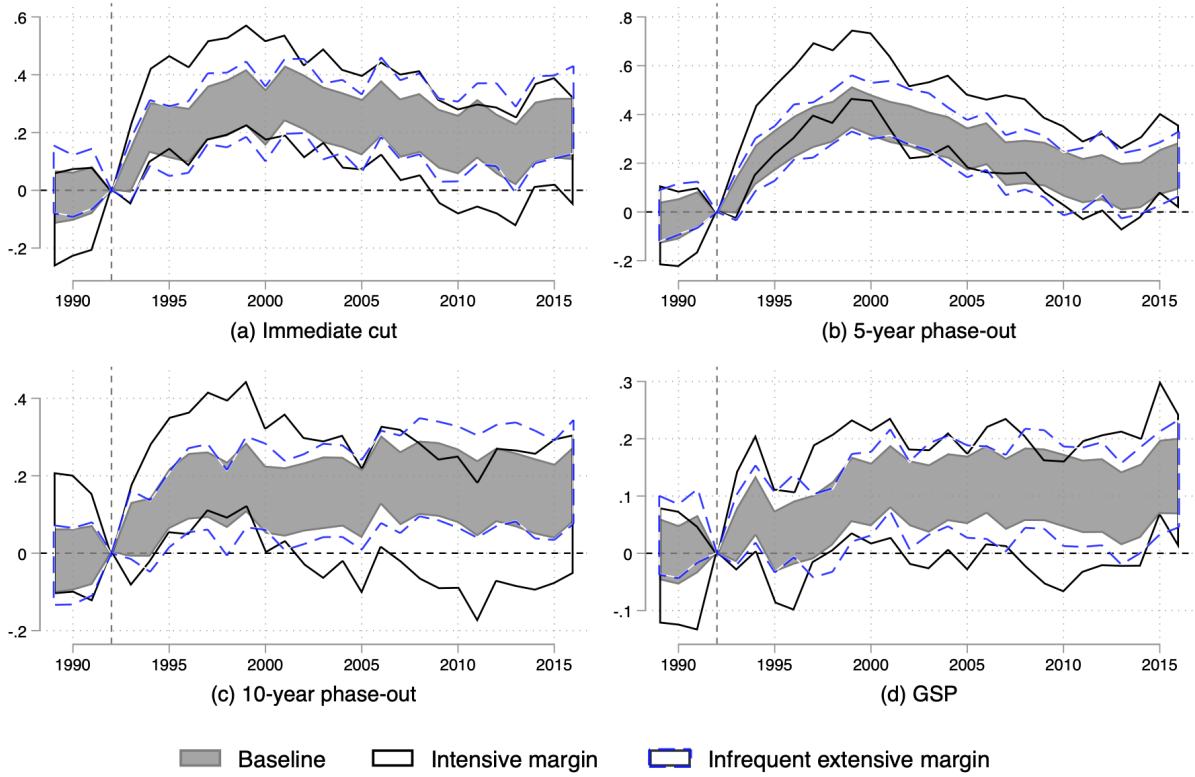 .6
.4
.2
0
-.2
1990 1995 2000 2005 2010 2015
(a) Immediate cut
.8
.6
.4
.2
0
-.2
1990 1995 2000 2005 2010 2015
(b) 5-year phase-out
.4
.2
0
-.2
1990 1995 2000 2005 2010 2015
(c) 10-year phase-out
.3
.2
.1
0
-.1
1990 1995 2000 2005 2010 2015
(d) GSP
Baseline Intensive margin Infrequent extensive margin